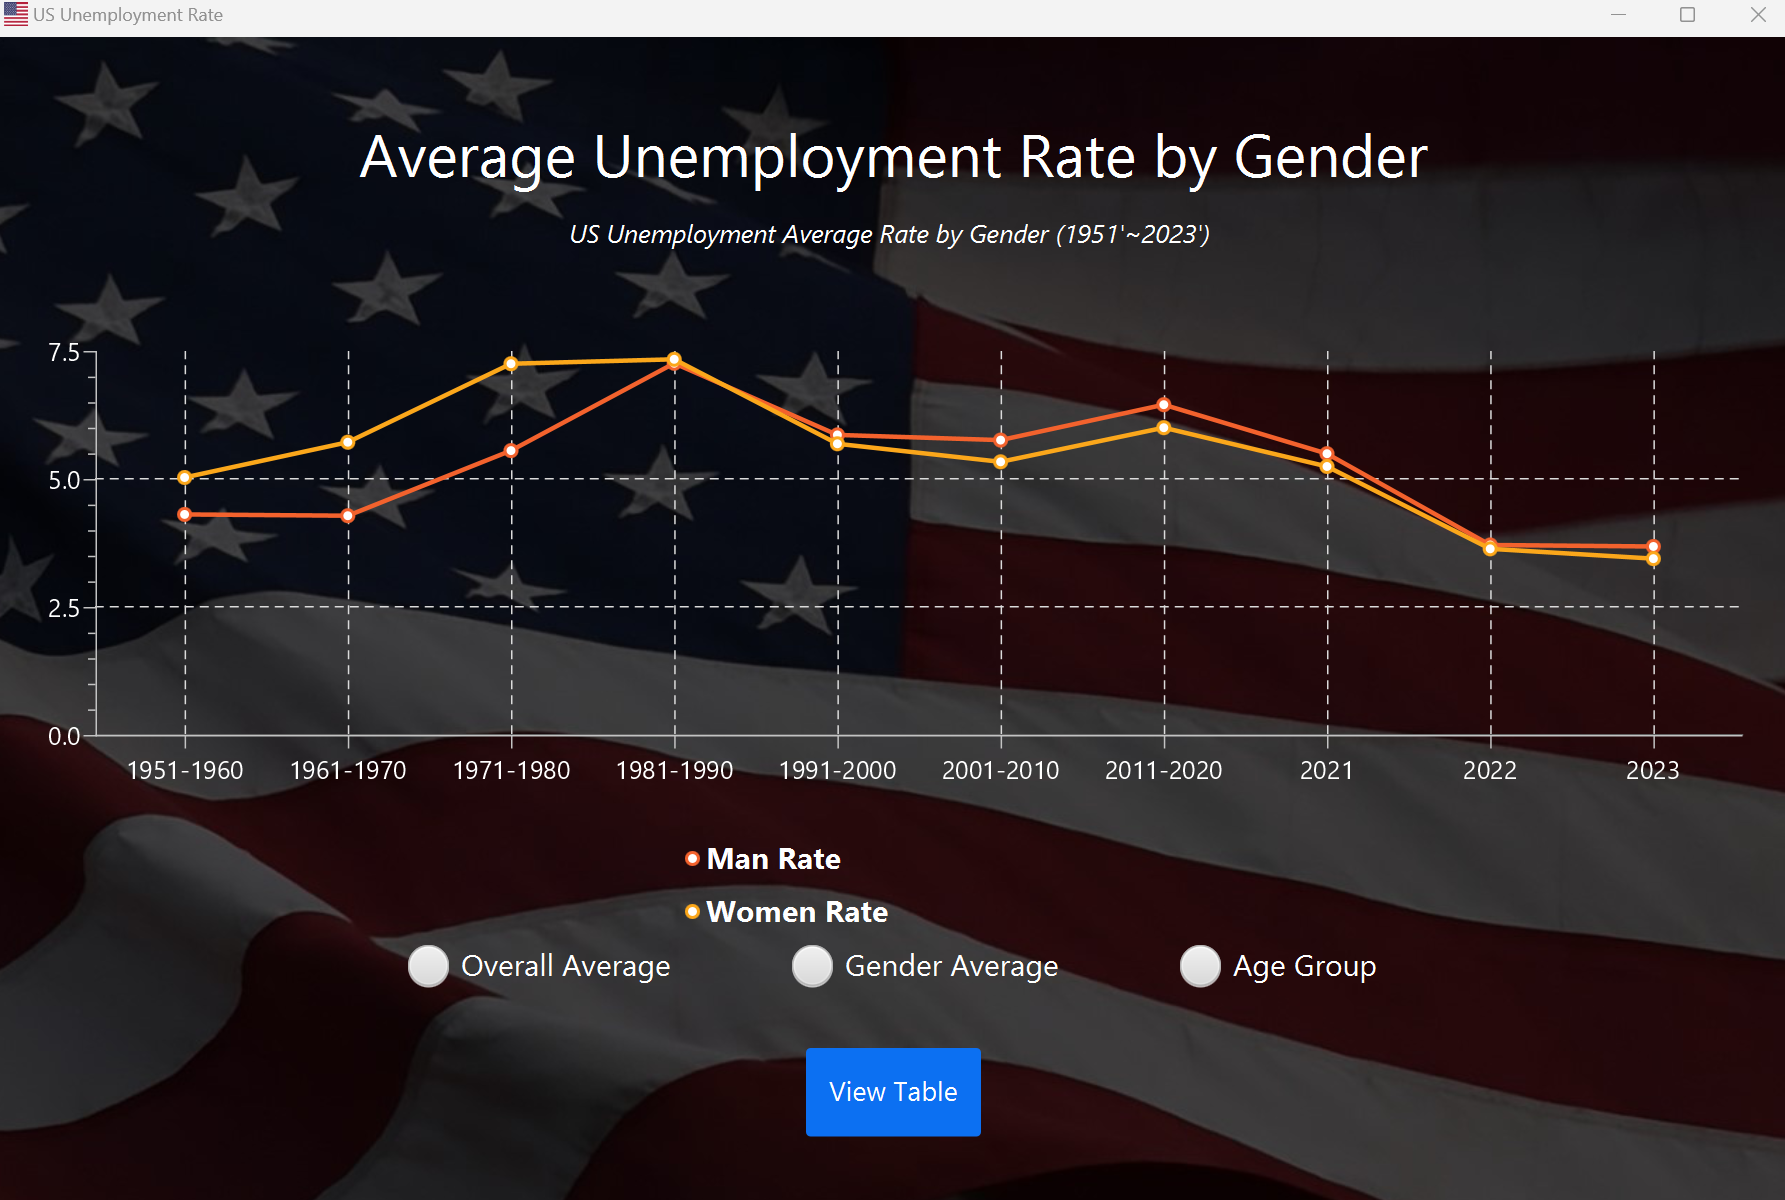 US Unemployment Rate
Average Unemployment Rate by Gender
US Unemployment Average Rate by Gender (1951'~2023')
7.5
5.0
2.5
0.0
1951-1960 1961-1970 1971-1980 1981-1990 1991-2000 2001-2010 2011-2020 2021 2022 2023
Man Rate
Women Rate
Overall Average Gender Average Age Group
View Table